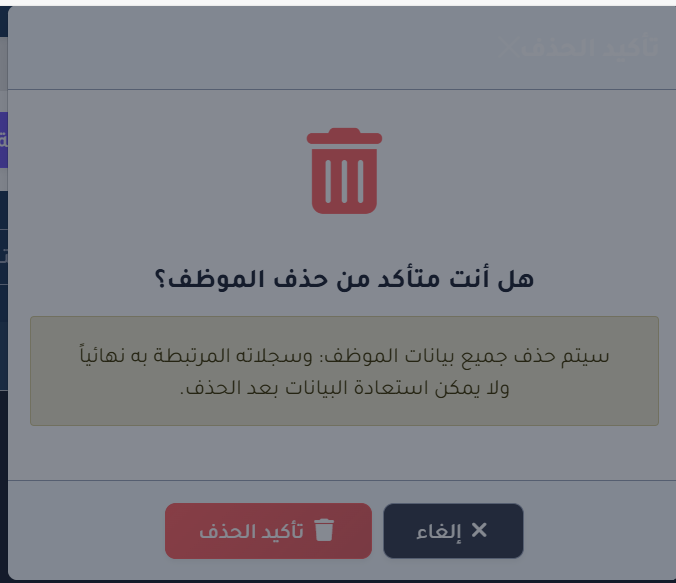 تأكيد الحذف
هل أنت متأكد من حذف الموظف؟
سيتم حذف جميع بيانات الموظف: وسجلاته المرتبطة به نهائياً
ولا يمكن استعادة البيانات بعد الحذف.
إلغاء
تأكيد الحذف